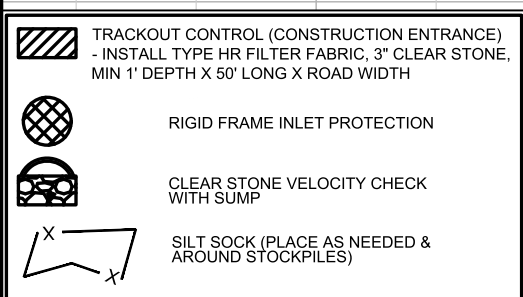 TRACKOUT CONTROL (CONSTRUCTION ENTRANCE)
- INSTALL TYPE HR FILTER FABRIC, 3" CLEAR STONE,
MIN 1' DEPTH X 50' LONG X ROAD WIDTH
RIGID FRAME INLET PROTECTION
CLEAR STONE VELOCITY CHECK
WITH SUMP
X
SILT SOCK (PLACE AS NEEDED &
AROUND STOCKPILES)
X